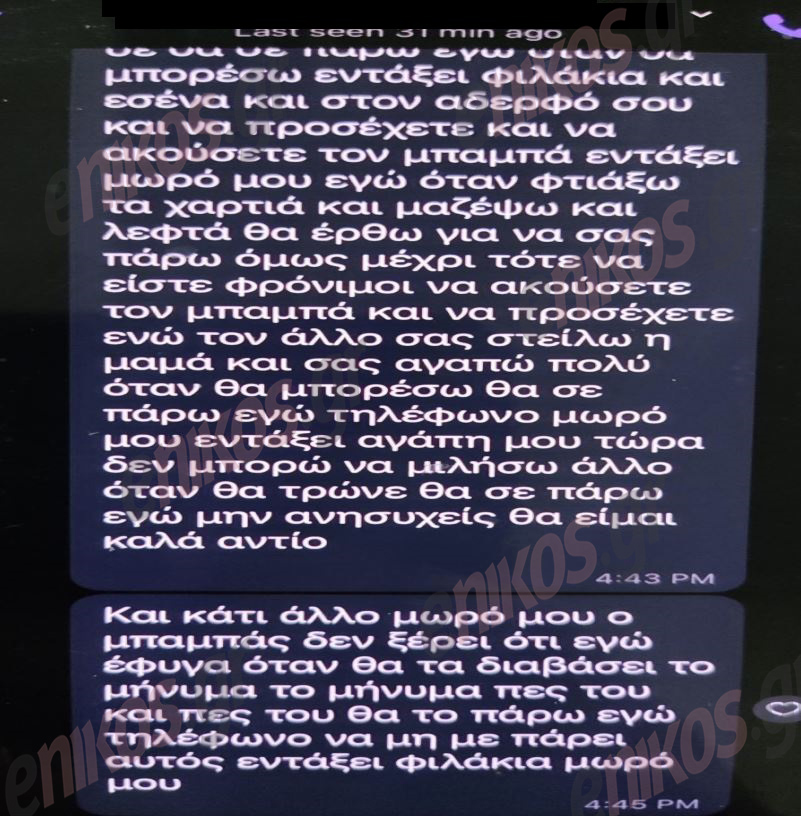 Last seen 31 min ago
σε θα σε πάρω εγώ όταν θα
μπορέσω εντάξει φιλάκια και
εσένα και στον αδερφό σου
και να προσέχετε και να
ακούσετε τον μπαμπά εντάξει
μωρό μου εγώ όταν φτιάξω
τα χαρτιά και μαζέψω και
λεφτά θα έρθω για να σας
πάρω όμως μέχρι τότε να
είστε φρόνιμοι να ακούσετε
τον μπαμπά και να προσέχετε
ενώ τον άλλο σας στείλω η
μαμά και σας αγαπώ πολύ
όταν θα μπορέσω θα σε
πάρω εγώ τηλέφωνο μωρό
μου εντάξει αγάπη μου τώρα
δεν μπορώ να μιλήσω άλλο
όταν θα τρώνε θα σε πάρω
εγώ μην ανησυχείς θα είμαι
καλά αντίο
4:43 PM
Και κάτι άλλο μωρό μου ο
μπαμπάς δεν ξέρει ότι εγώ
έφυγα όταν θα τα διαβάσει το
μήνυμα το μήνυμα πες του
και πες του θα το πάρω εγώ
τηλέφωνο να μη με πάρει
αυτός εντάξει φιλάκια μωρό
μου
4:45 PM
enikos.gr